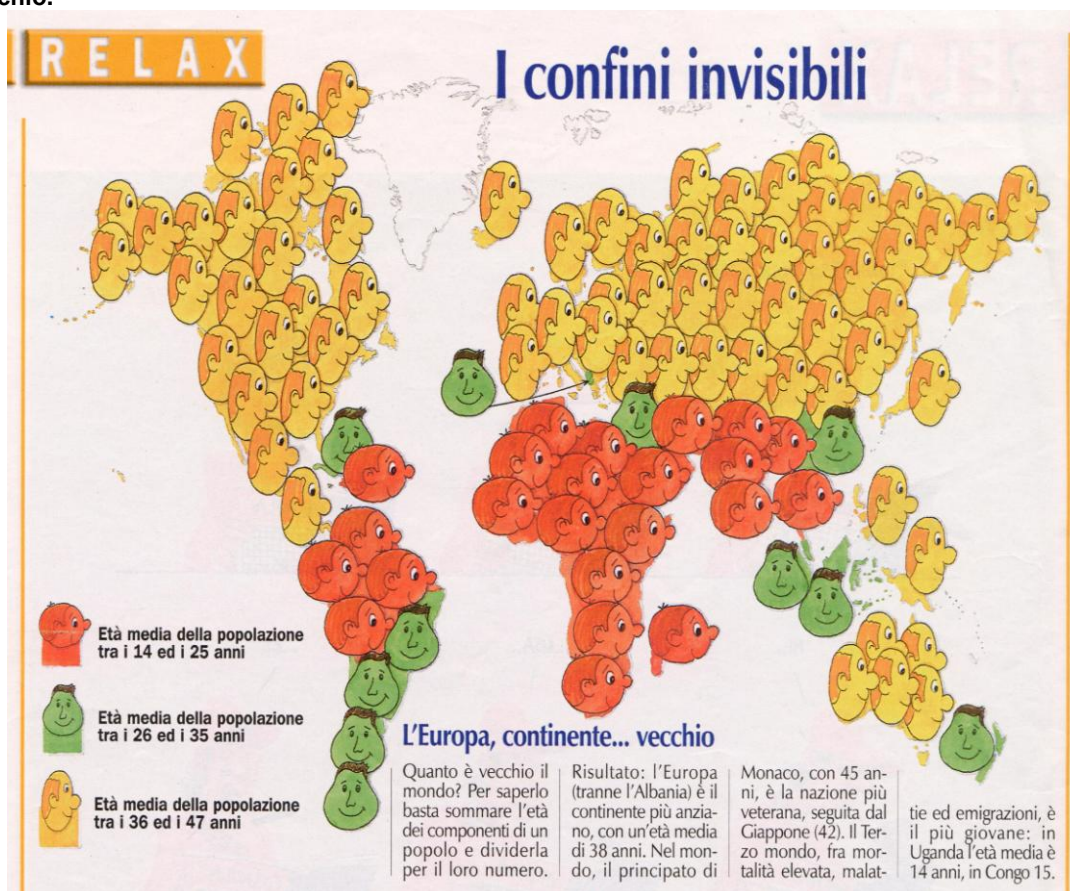 chio.
RELAX
I confini invisibili
Età media della popolazione
tra i 14 ed i 25 anni
Età media della popolazione
tra i 26 ed i 35 anni
Età media della popolazione
tra i 36 ed i 47 anni
L'Europa, continente... vecchio
Quanto è vecchio il
mondo? Per saperlo
basta sommare l'età
dei componenti di un
popolo e dividerla
per il loro numero.
Risultato: l'Europa
(tranne l'Albania) è il
continente più anzia-
no, con un'età media
di 38 anni. Nel mon-
do, il principato di
Monaco, con 45 an-
ni, è la nazione più
veterana, seguita dal
Giappone (42). Il Ter-
zo mondo, fra mor-
talità elevata, malat-
tie ed emigrazioni, è
il più giovane: in
Uganda l'età media è
14 anni, in Congo 15.